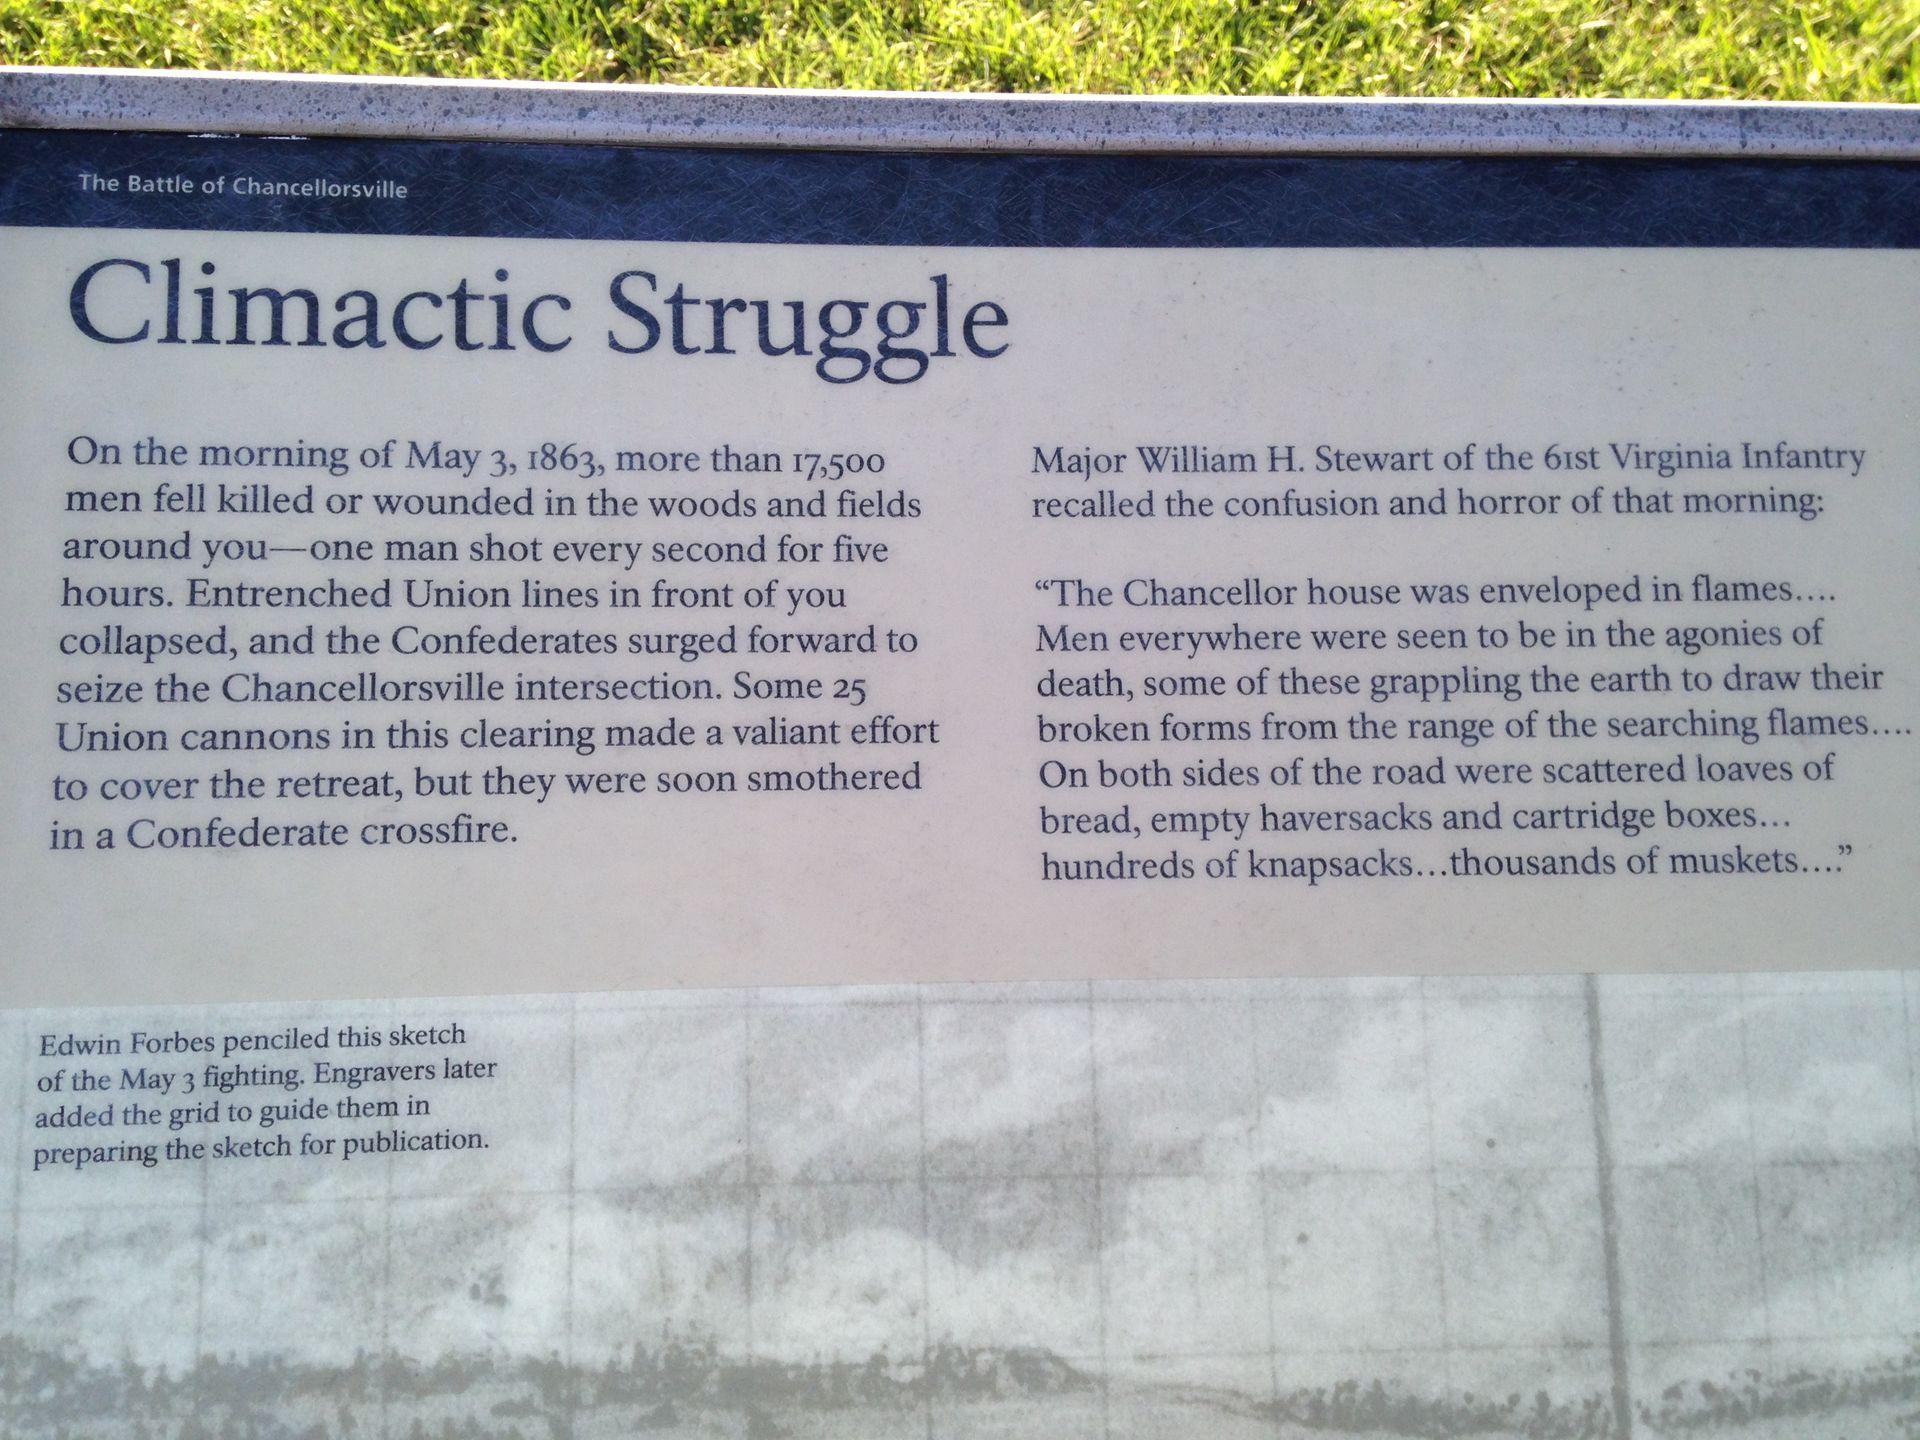 The Battle of Chancellorsville
Climactic Struggle
On the morning of May 3, 1863, more than 17,500
men fell killed or wounded in the woods and fields
around you—one man shot every second for five
hours. Entrenched Union lines in front of you
collapsed, and the Confederates surged forward to
seize the Chancellorsville intersection. Some 25
Union cannons in this clearing made a valiant effort
to cover the retreat, but they were soon smothered
in a Confederate crossfire.
Major William H. Stewart of the 61st Virginia Infantry
recalled the confusion and horror of that morning:
“The Chancellor house was enveloped in flames....
Men everywhere were seen to be in the agonies of
death, some of these grappling the earth to draw their
broken forms from the range of the searching flames....
On both sides of the road were scattered loaves of
bread, empty haversacks and cartridge boxes...
hundreds of knapsacks...thousands of muskets....”
Edwin Forbes penciled this sketch
of the May 3 fighting. Engravers later
added the grid to guide them in
preparing the sketch for publication.